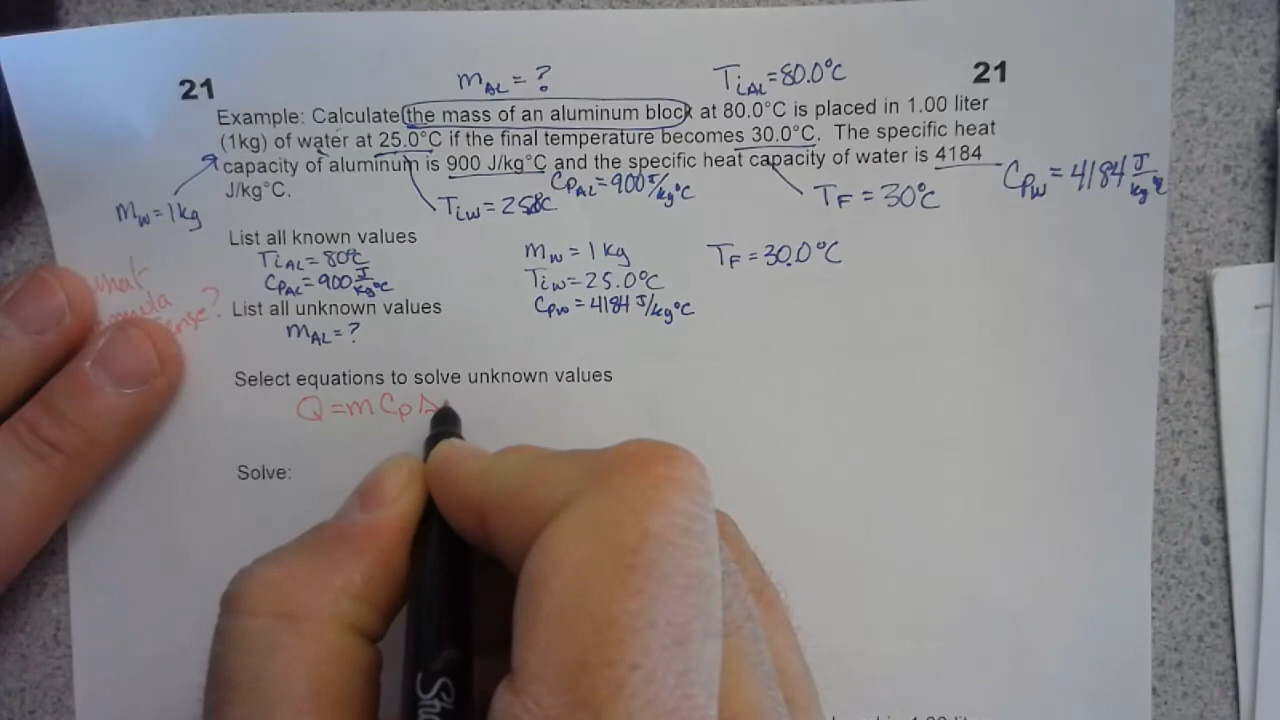 m_AL = ? T_iAL = 80.0°C
21 21
Example: Calculate the mass of an aluminum block at 80.0°C is placed in 1.00 liter
(1kg) of water at 25.0°C if the final temperature becomes 30.0°C. The specific heat
capacity of aluminum is 900 J/kg°C and the specific heat capacity of water is 4184
J/kg°C.
C_PAL = 900 J/kg°C
C_PW = 4184 J/kg°C
m_W = 1kg T_iW = 25°C T_F = 30°C
List all known values
T_iAL = 80°C m_W = 1 kg T_F = 30.0°C
C_PAL = 900 J/kg°C T_iW = 25.0°C
List all unknown values C_PW = 4184 J/kg°C
m_AL = ?
what
?
Select equations to solve unknown values
Q = m C_P Δ
Solve:
Sha